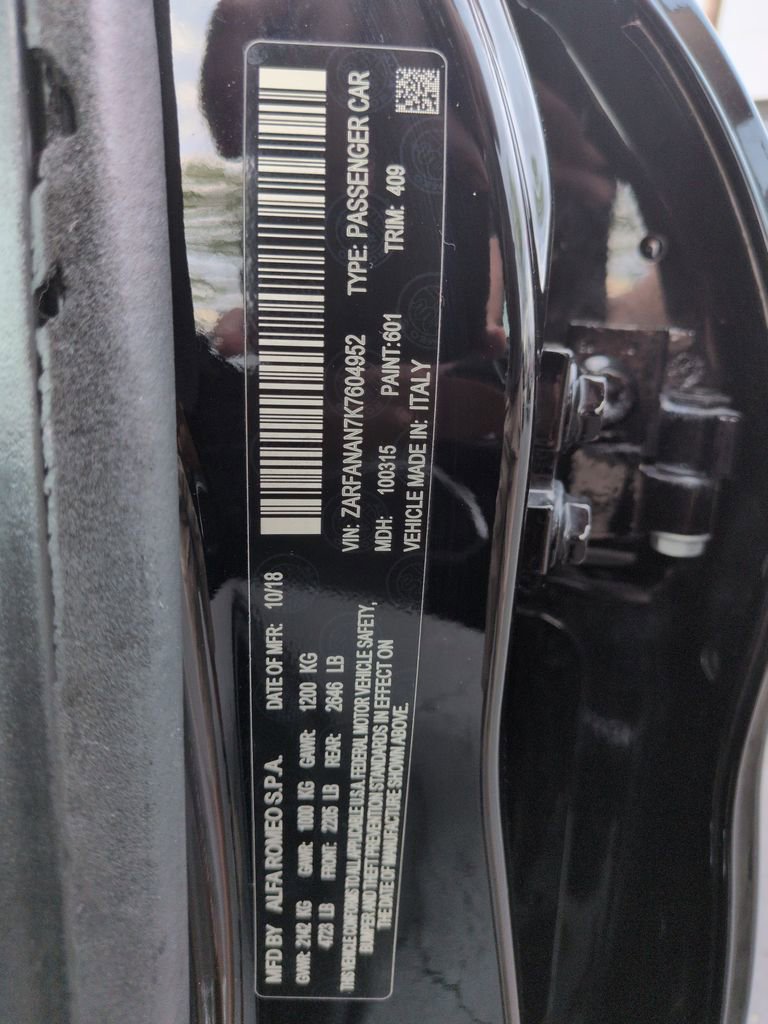 MFD BY ALFA ROMEO S.P.A. DATE OF MFR: 10/18
GVWR: 2142 KG GAWR: 1000 KG GAWR: 1200 KG
4723 LB FRONT: 2205 LB REAR: 2646 LB
THIS VEHICLE CONFORMS TO ALL APPLICABLE U.S.A. FEDERAL MOTOR VEHICLE SAFETY,
BUMPER AND THEFT PREVENTION STANDARDS IN EFFECT ON
THE DATE OF MANUFACTURE SHOWN ABOVE.
VIN: ZARFANAN7K7604952 TYPE: PASSENGER CAR
MDH: 100315 PAINT:601 TRIM: 409
VEHICLE MADE IN: ITALY